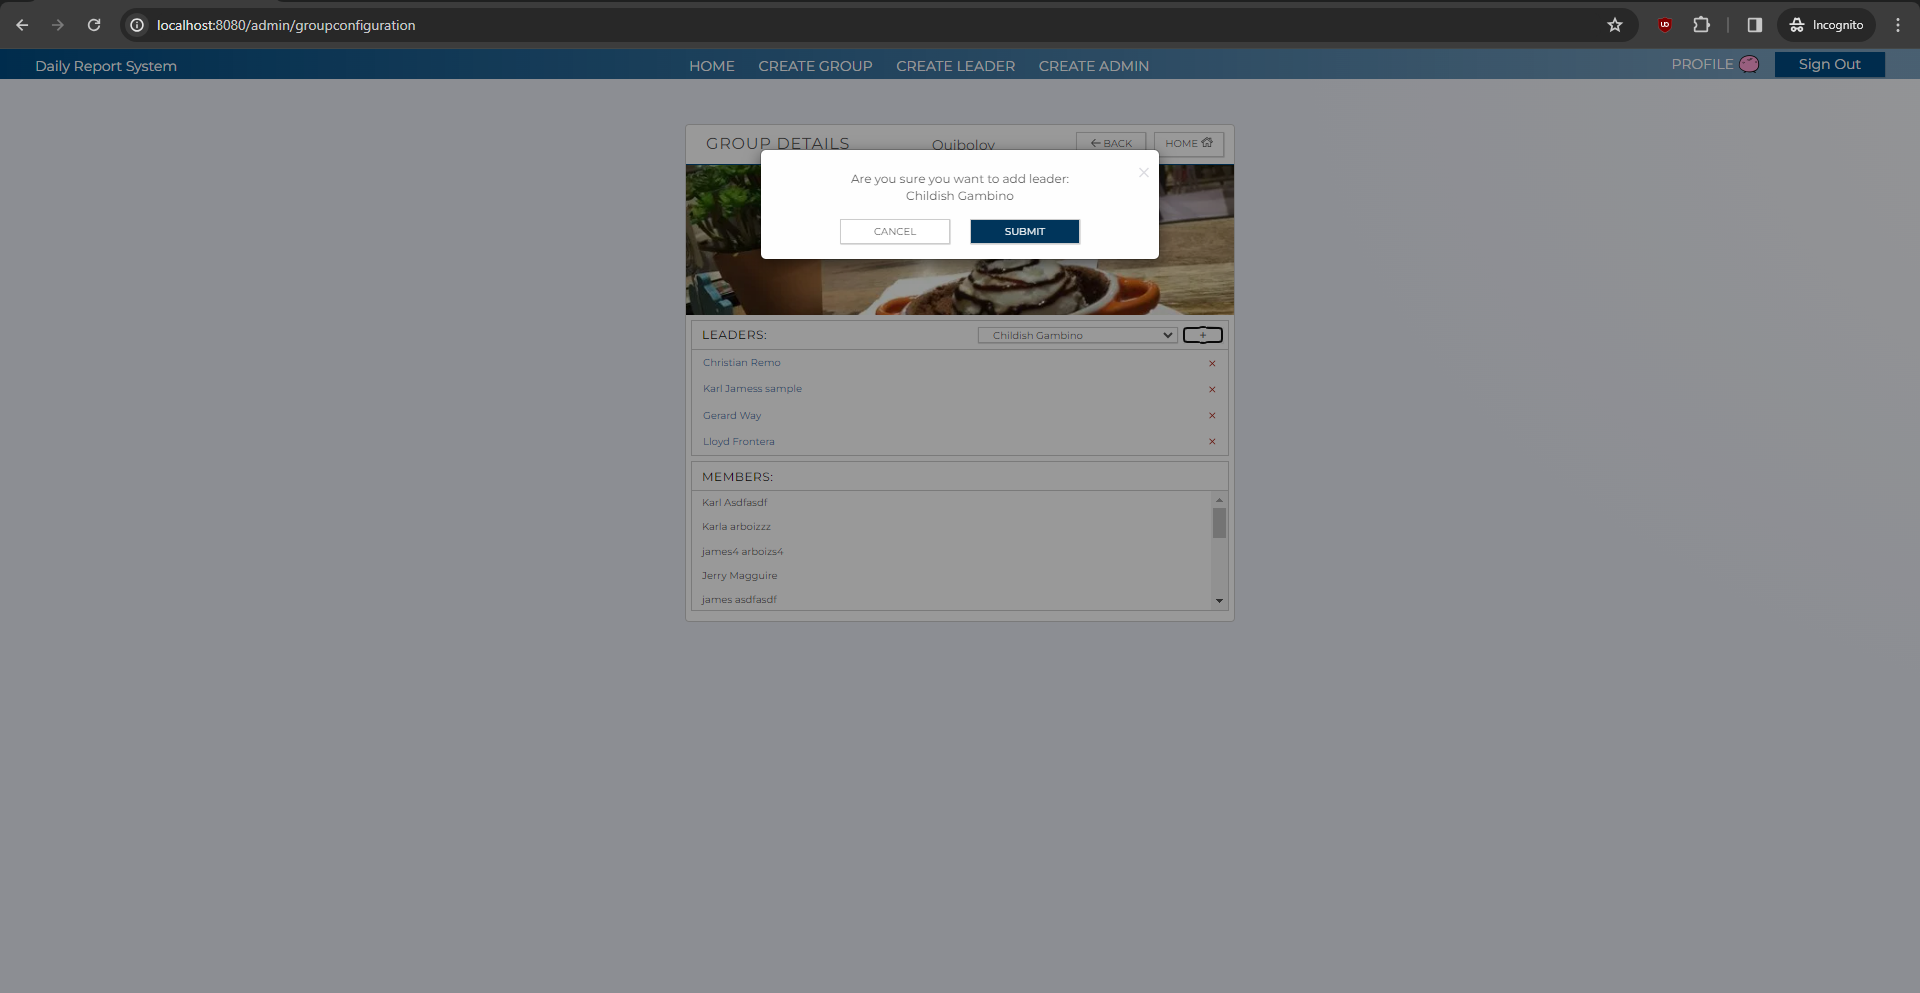 localhost:8080/admin/groupconfiguration
Incognito
Daily Report System
HOME CREATE GROUP CREATE LEADER CREATE ADMIN
PROFILE
Sign Out
GROUP DETAILS
Quiboloy
BACK
HOME
Are you sure you want to add leader:
Childish Gambino
CANCEL
SUBMIT
LEADERS:
Childish Gambino
+
Christian Remo
Karl Jamess sample
Gerard Way
Lloyd Frontera
MEMBERS:
Karl Asdfasdf
Karla arboizzz
james4 arboizs4
Jerry Magguire
james asdfasdf